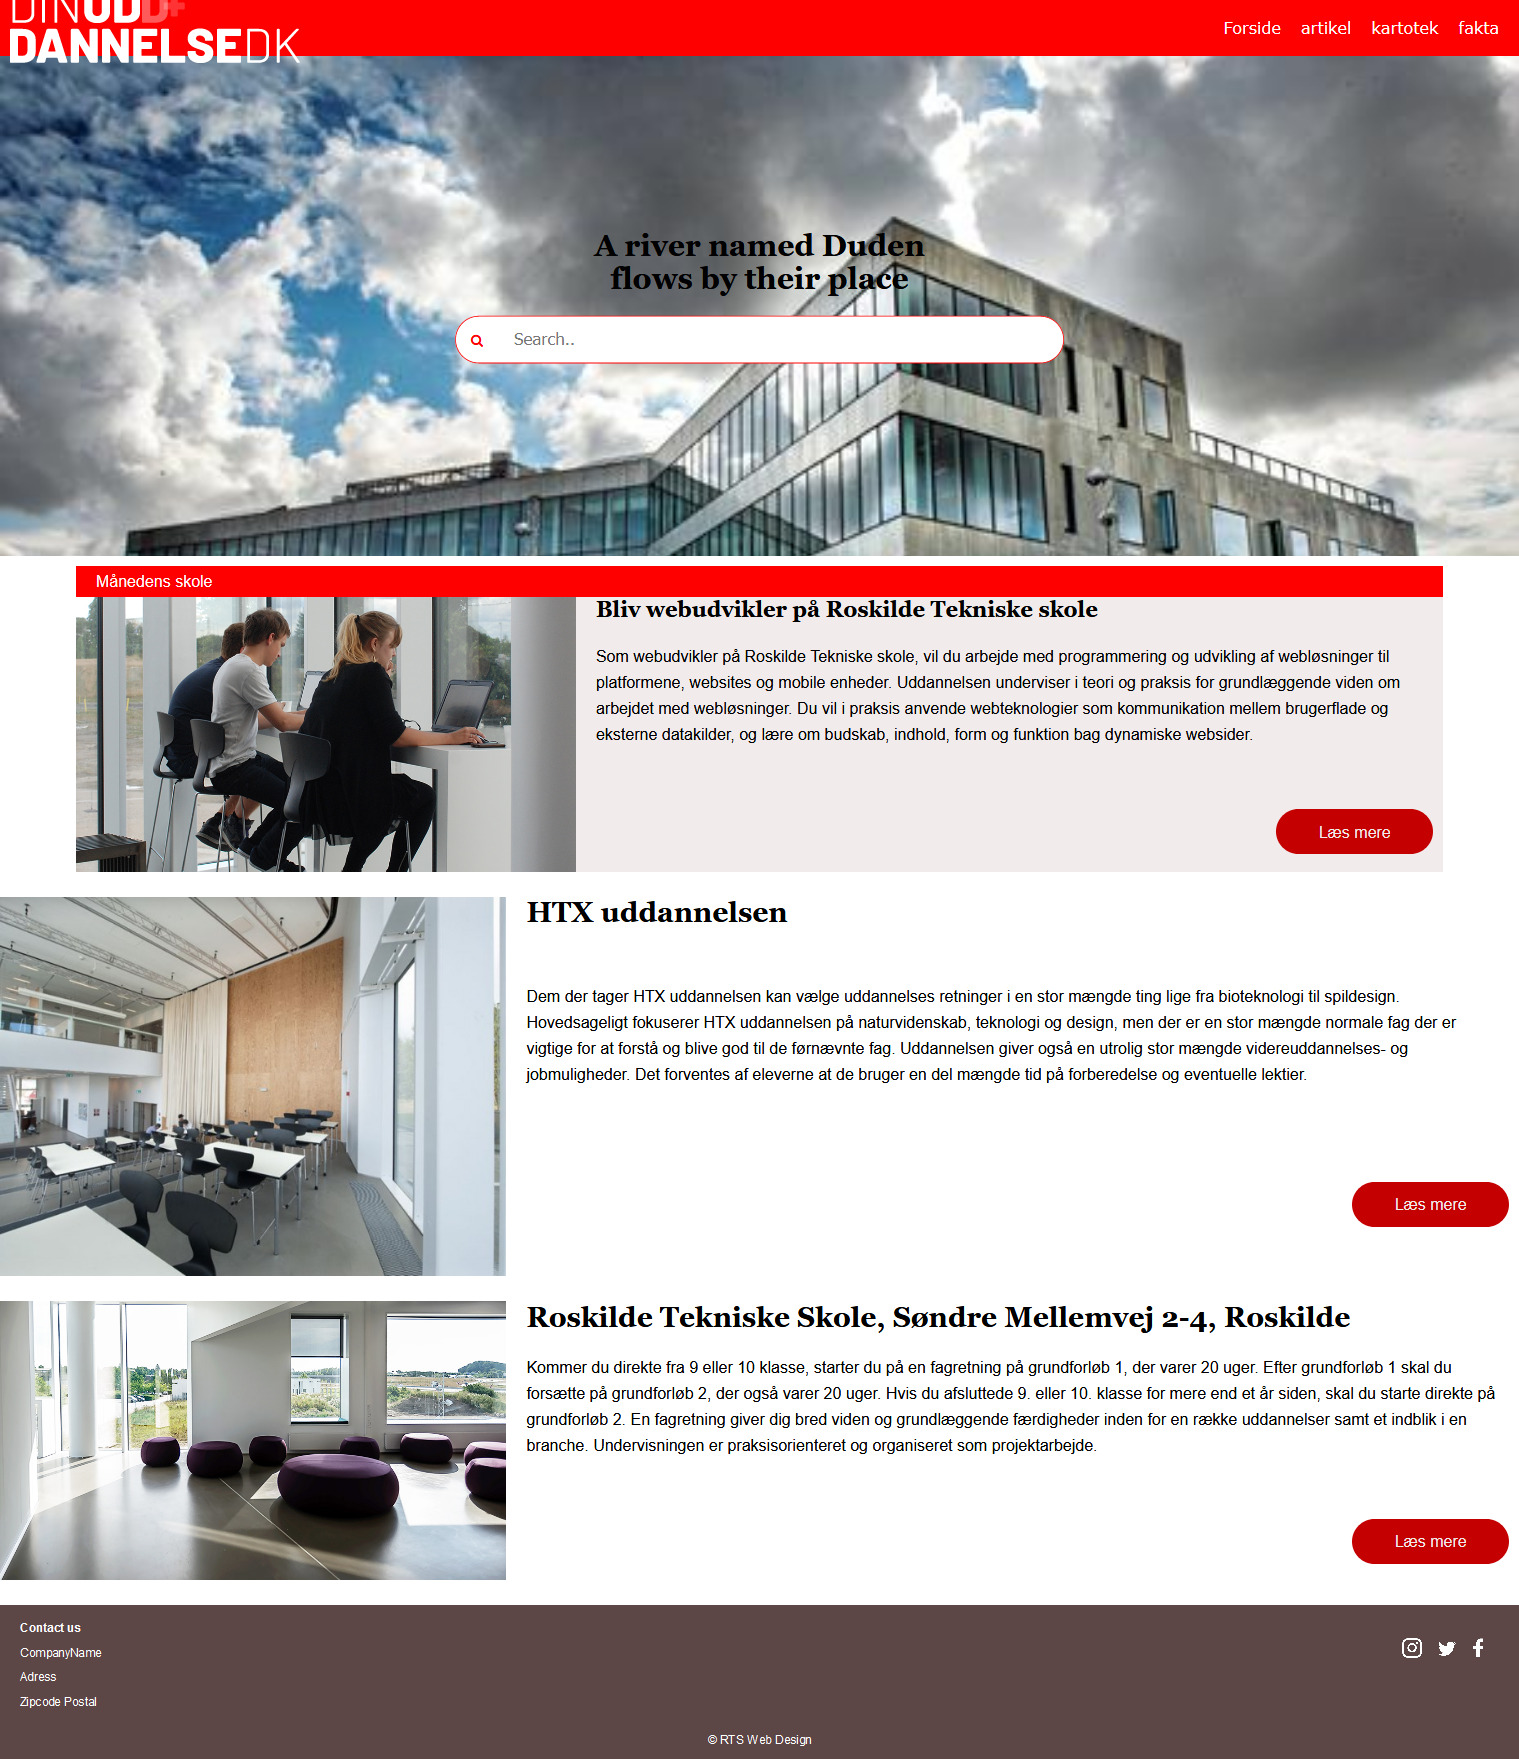 DINUDD+
DANNELSEDK
Forside artikel kartotek fakta
A river named Duden
flows by their place
Search..
Månedens skole
Bliv webudvikler på Roskilde Tekniske skole
Som webudvikler på Roskilde Tekniske skole, vil du arbejde med programmering og udvikling af webløsninger til
platformene, websites og mobile enheder. Uddannelsen underviser i teori og praksis for grundlæggende viden om
arbejdet med webløsninger. Du vil i praksis anvende webteknologier som kommunikation mellem brugerflade og
eksterne datakilder, og lære om budskab, indhold, form og funktion bag dynamiske websider.
Læs mere
HTX uddannelsen
Dem der tager HTX uddannelsen kan vælge uddannelses retninger i en stor mængde ting lige fra bioteknologi til spildesign.
Hovedsageligt fokuserer HTX uddannelsen på naturvidenskab, teknologi og design, men der er en stor mængde normale fag der er
vigtige for at forstå og blive god til de førnævnte fag. Uddannelsen giver også en utrolig stor mængde videreuddannelses- og
jobmuligheder. Det forventes af eleverne at de bruger en del mængde tid på forberedelse og eventuelle lektier.
Læs mere
Roskilde Tekniske Skole, Søndre Mellemvej 2-4, Roskilde
Kommer du direkte fra 9 eller 10 klasse, starter du på en fagretning på grundforløb 1, der varer 20 uger. Efter grundforløb 1 skal du
forsætte på grundforløb 2, der også varer 20 uger. Hvis du afsluttede 9. eller 10. klasse for mere end et år siden, skal du starte direkte på
grundforløb 2. En fagretning giver dig bred viden og grundlæggende færdigheder inden for en række uddannelser samt et indblik i en
branche. Undervisningen er praksisorienteret og organiseret som projektarbejde.
Læs mere
Contact us
CompanyName
Adress
Zipcode Postal
© RTS Web Design